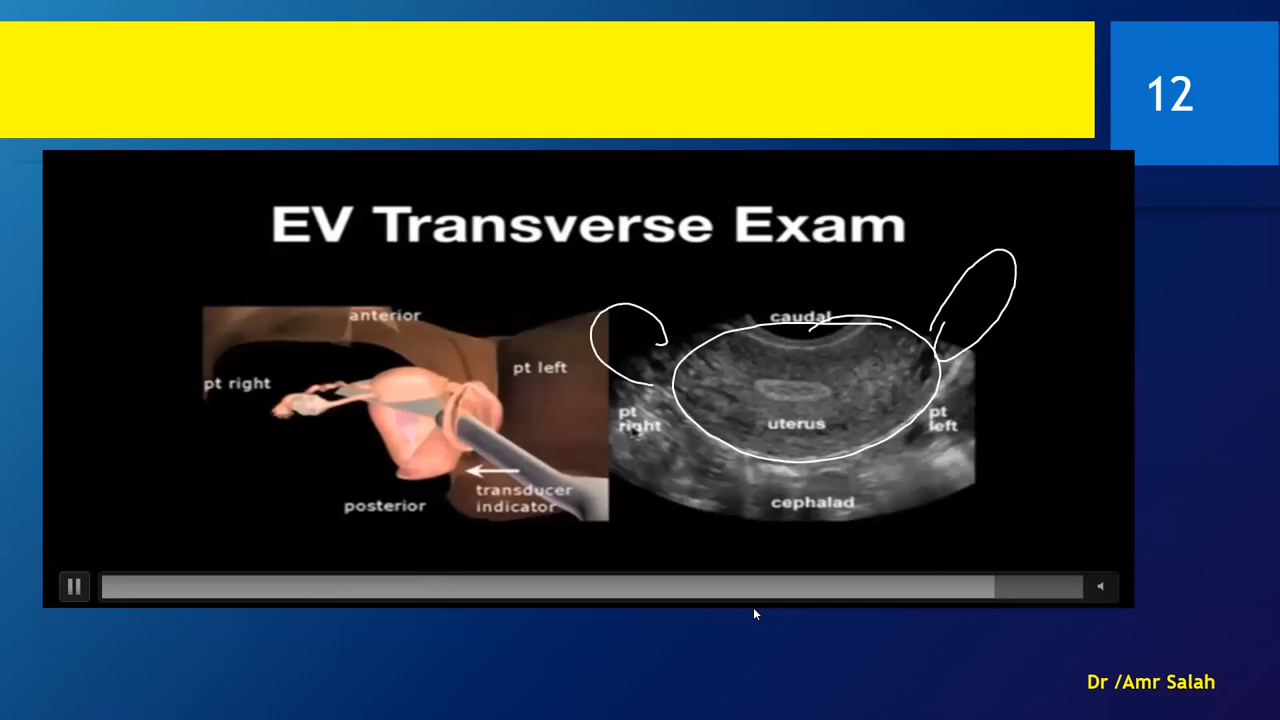 12
EV Transverse Exam
anterior
pt left
pt right
posterior
transducer
indicator
caudal
pt
right
uterus
pt
left
cephalad
Dr /Amr Salah